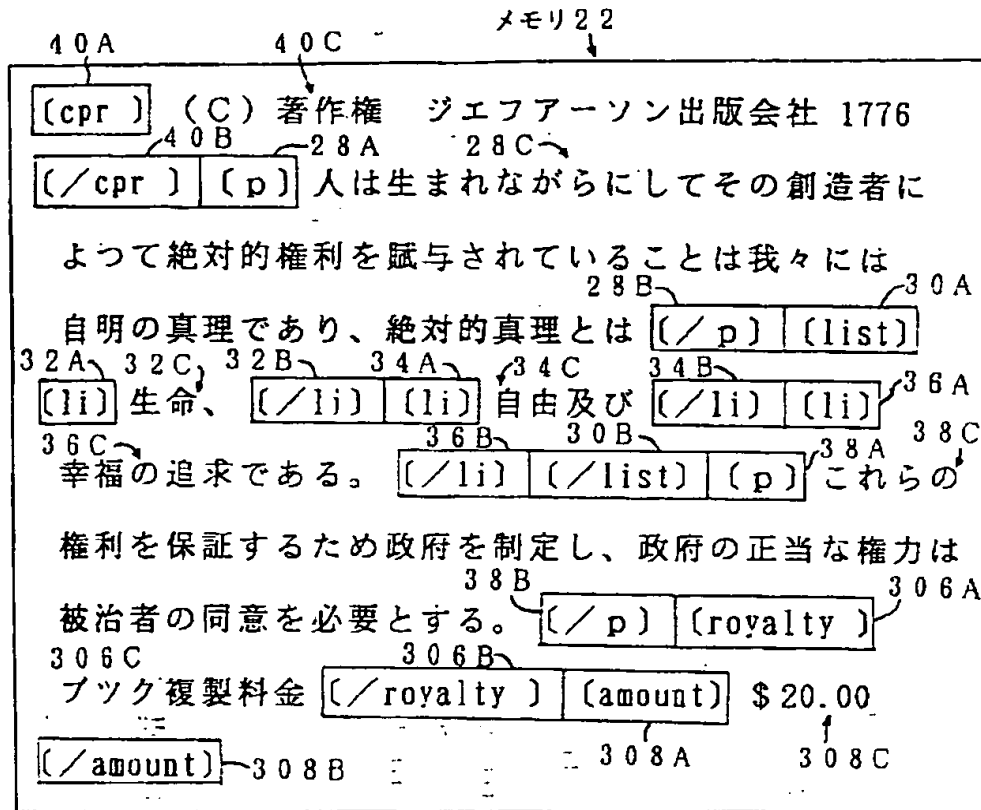 メモリ22
40A 40C
(cpr ) (C) 著作権 ジエフアーソン出版会社 1776
40B 28A 28C
(/cpr ) (p) 人は生まれながらにしてその創造者に
よつて絶対的権利を賦与されていることは我々には
28B 30A
自明の真理であり、絶対的真理とは (/p) (list)
32A 32C 32B 34A 34C 34B 36A
(li) 生命、 (/li) (li) 自由及び (/li) (li)
36C 36B 30B 38A 38C
幸福の追求である。 (/li) (/list) (p) これらの
権利を保証するため政府を制定し、政府の正当な権力は
38B 306A
被治者の同意を必要とする。 (/p) (royalty )
306C 306B
ブツク複製料金 (/royalty ) (amount) $20.00
(/amount) 308B 308A 308C